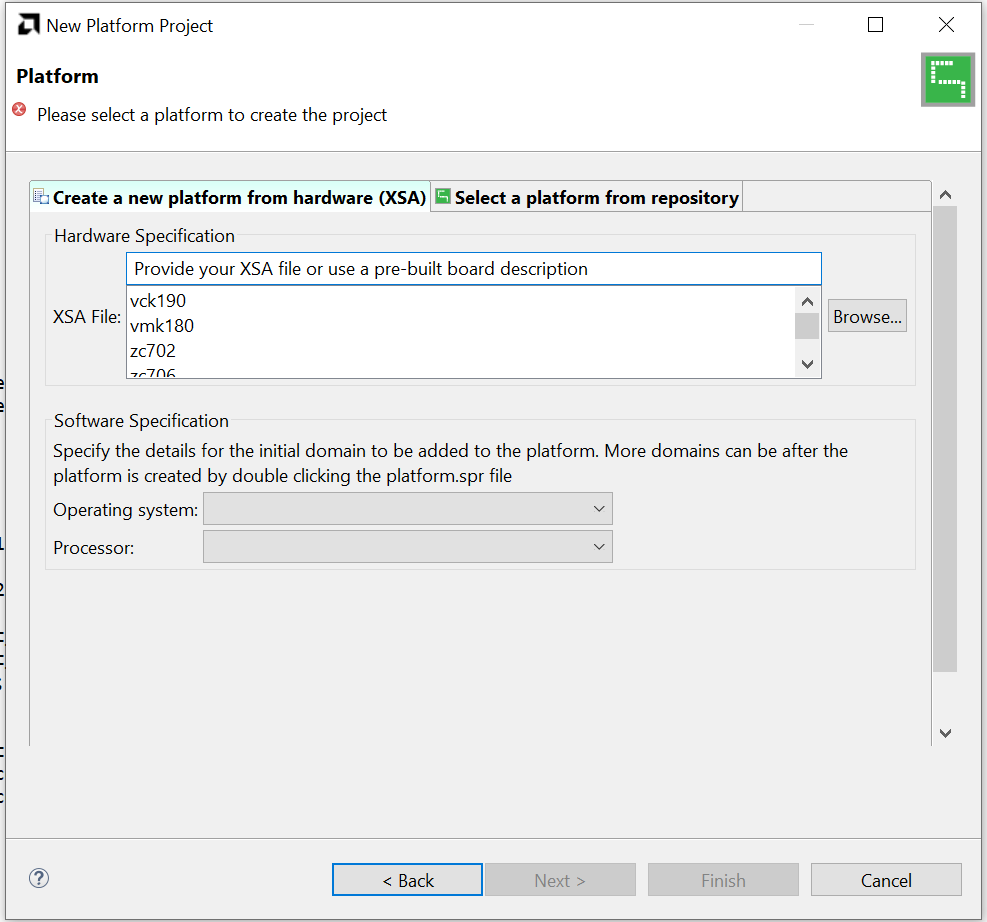 New Platform Project
Platform
Please select a platform to create the project
Create a new platform from hardware (XSA)
Select a platform from repository
Hardware Specification
Provide your XSA file or use a pre-built board description
XSA File:
vck190
vmk180
zc702
zc706
Browse...
Software Specification
Specify the details for the initial domain to be added to the platform. More domains can be after the
platform is created by double clicking the platform.spr file
Operating system:
Processor:
?
< Back
Next >
Finish
Cancel